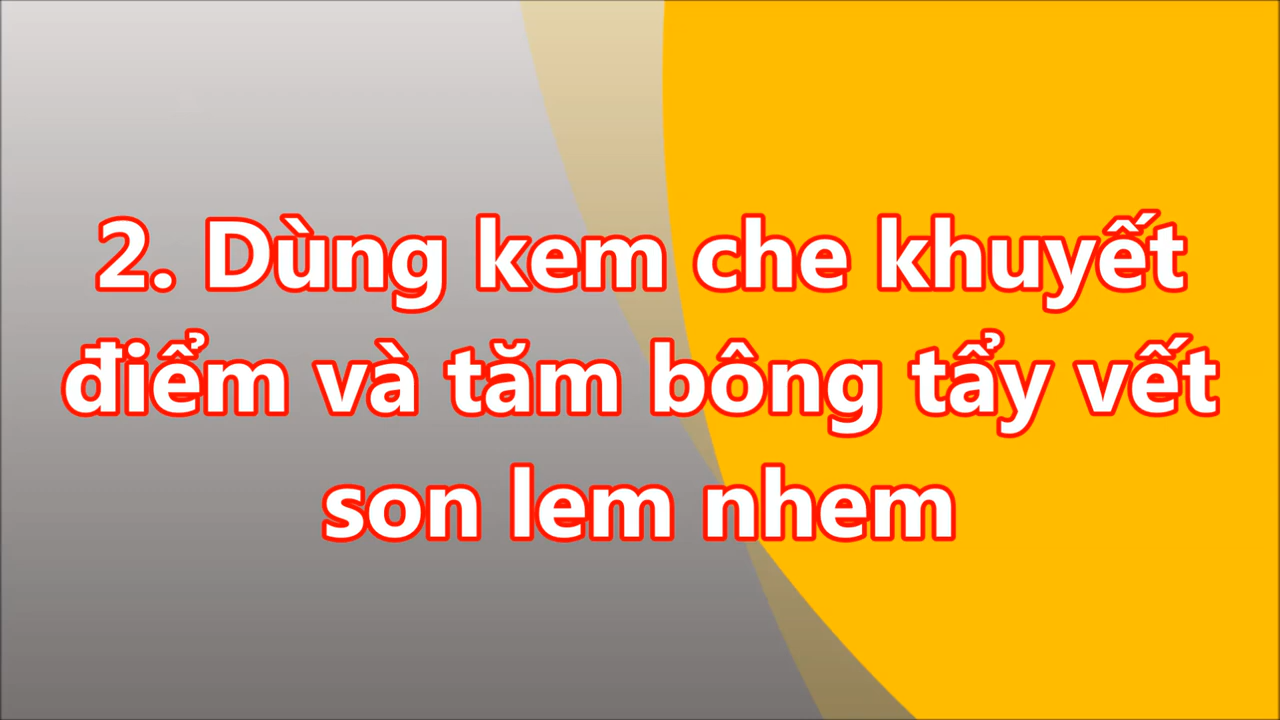 2. Dùng kem che khuyết
điểm và tăm bông tẩy vết
son lem nhem